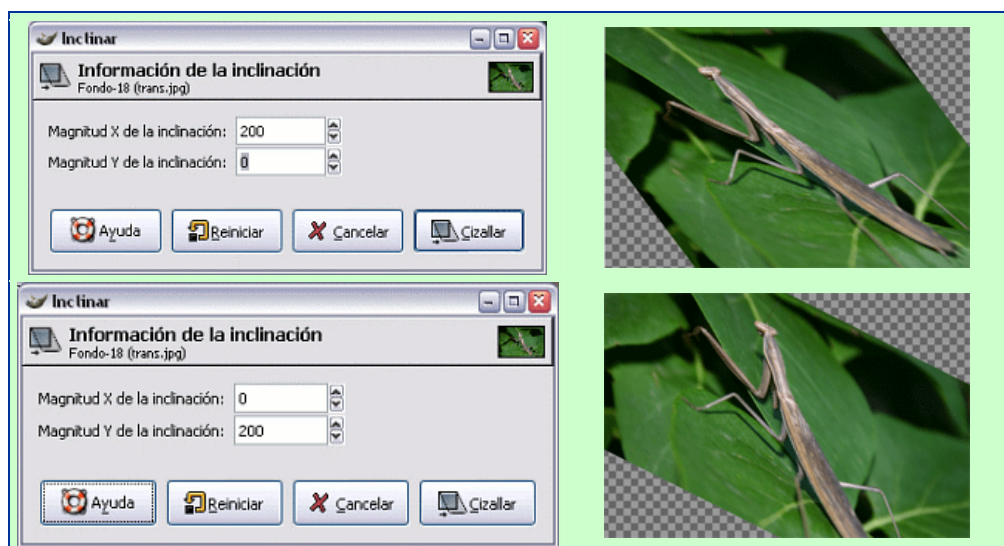 Inclinar
Información de la inclinación
Fondo-18 (trans.jpg)
Magnitud X de la inclinación: 200
Magnitud Y de la inclinación: 0
Ayuda Reiniciar Cancelar Cizallar
Inclinar
Información de la inclinación
Fondo-18 (trans.jpg)
Magnitud X de la inclinación: 0
Magnitud Y de la inclinación: 200
Ayuda Reiniciar Cancelar Cizallar